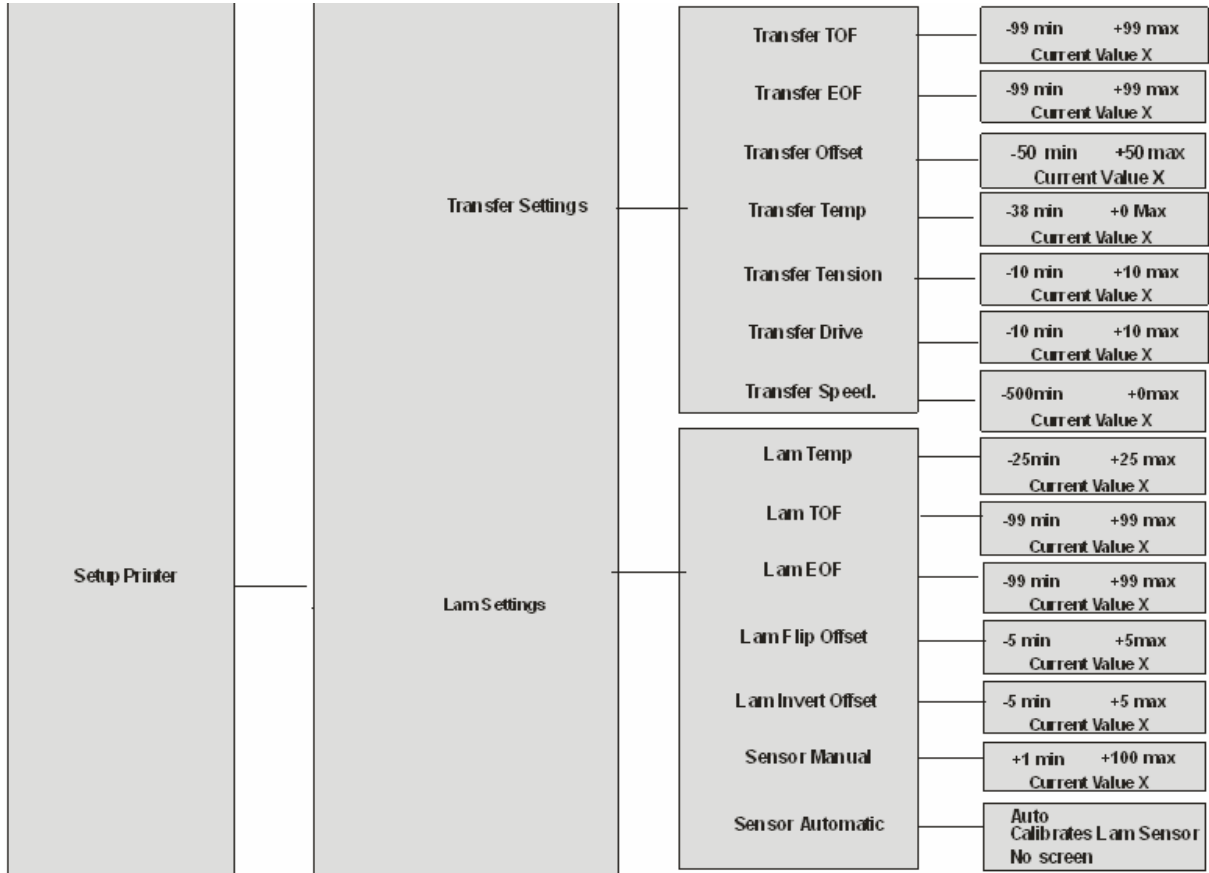 Transfer TOF
-99 min +99 max
Current Value X
Transfer EOF
-99 min +99 max
Current Value X
Transfer Offset
-50 min +50 max
Current Value X
Transfer Settings
Transfer Temp
-38 min +0 Max
Current Value X
Transfer Tension
-10 min +10 max
Current Value X
Transfer Drive
-10 min +10 max
Current Value X
Transfer Speed.
-500min +0max
Current Value X
Lam Temp
-25min +25 max
Current Value X
Lam TOF
-99 min +99 max
Current Value X
Setup Printer
Lam Settings
Lam EOF
-99 min +99 max
Current Value X
Lam Flip Offset
-5 min +5max
Current Value X
Lam Invert Offset
-5 min +5 max
Current Value X
Sensor Manual
+1 min +100 max
Current Value X
Sensor Automatic
Auto
Calibrates Lam Sensor
No screen